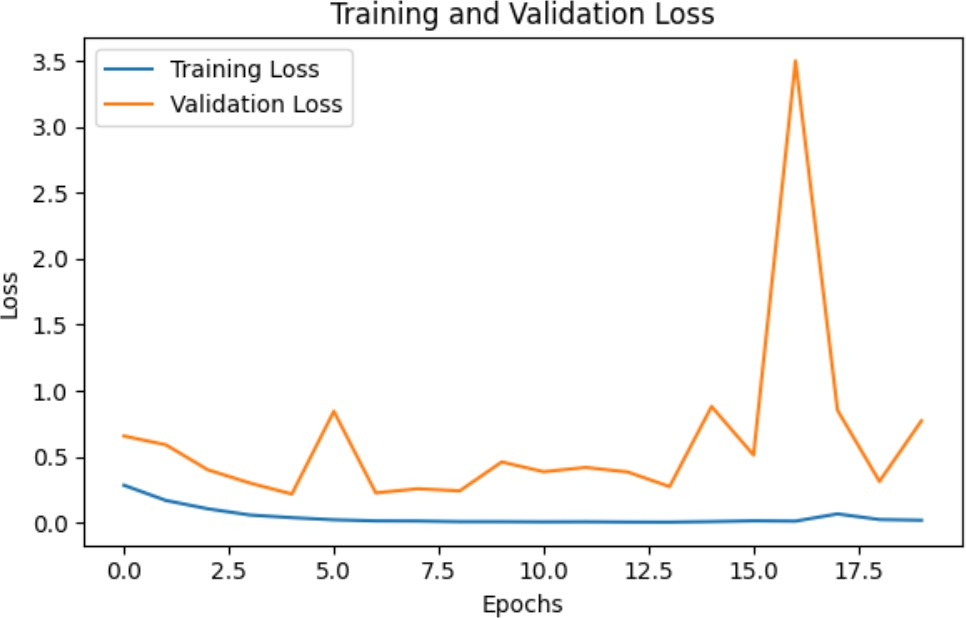 Training and Validation Loss
Training Loss
Validation Loss
3.5
3.0
2.5
2.0
1.5
1.0
0.5
0.0
Loss
0.0 2.5 5.0 7.5 10.0 12.5 15.0 17.5
Epochs